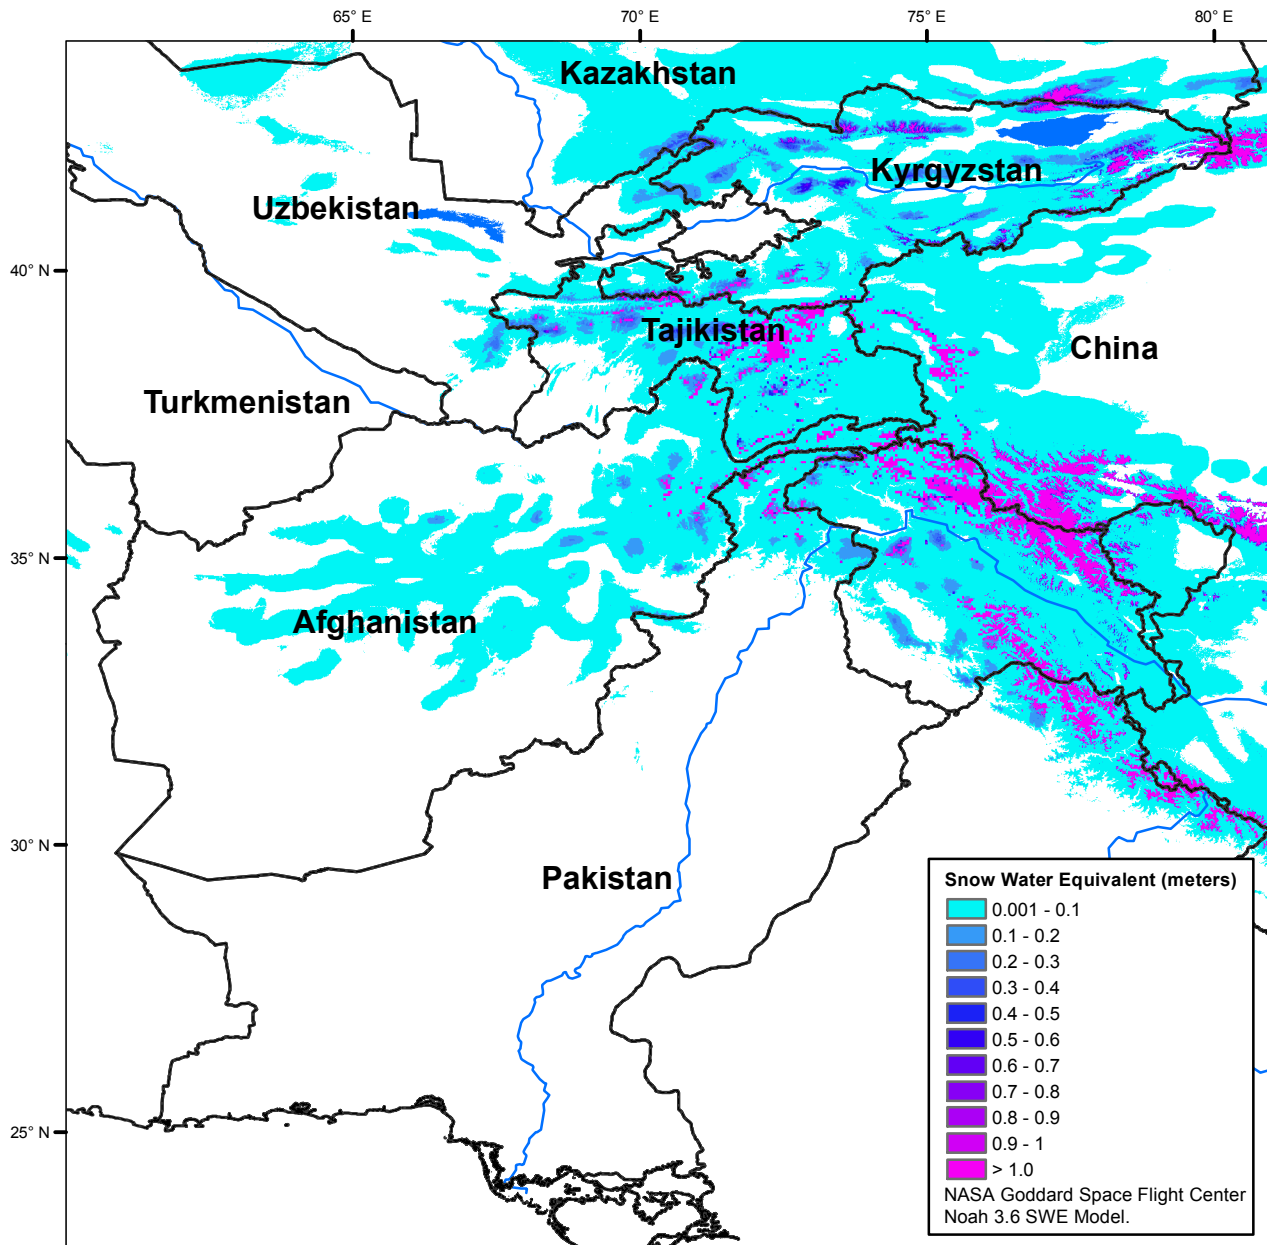 65° E
70° E
75° E
80° E
Kazakhstan
Kyrgyzstan
Uzbekistan
40° N
Tajikistan
China
Turkmenistan
35° N
Afghanistan
30° N
Pakistan
25° N
Snow Water Equivalent (meters)
0.001 - 0.1
0.1 - 0.2
0.2 - 0.3
0.3 - 0.4
0.4 - 0.5
0.5 - 0.6
0.6 - 0.7
0.7 - 0.8
0.8 - 0.9
0.9 - 1
> 1.0
NASA Goddard Space Flight Center
Noah 3.6 SWE Model.